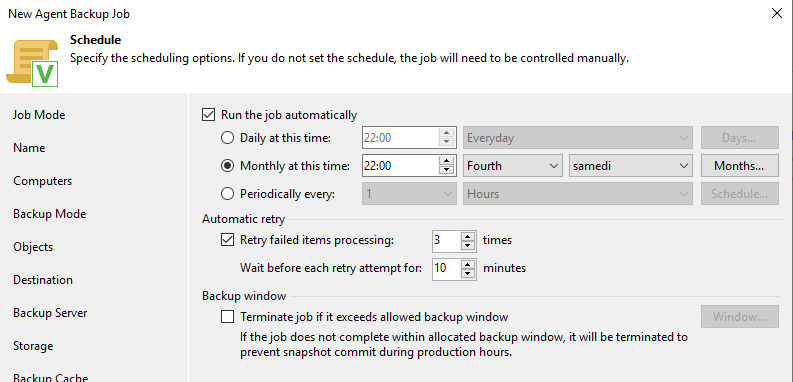 New Agent Backup Job
Schedule
Specify the scheduling options. If you do not set the schedule, the job will need to be controlled manually.
V
Job Mode
Name
Computers
Backup Mode
Objects
Destination
Backup Server
Storage
Backup Cache
Run the job automatically
Daily at this time: 22:00 Everyday Days...
Monthly at this time: 22:00 Fourth samedi Months...
Periodically every: 1 Hours Schedule...
Automatic retry
Retry failed items processing: 3 times
Wait before each retry attempt for: 10 minutes
Backup window
Terminate job if it exceeds allowed backup window Window...
If the job does not complete within allocated backup window, it will be terminated to
prevent snapshot commit during production hours.